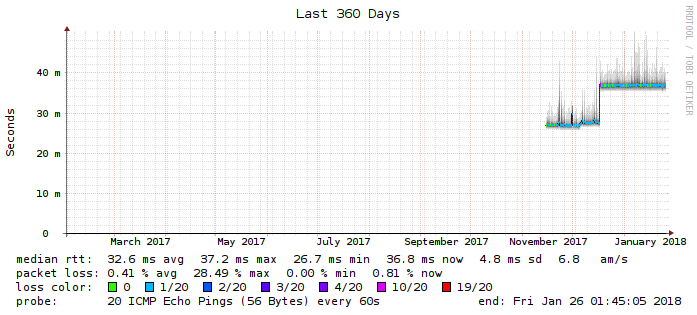 Last 360 Days
RRDTOOL / TOBI OETIKER
Seconds
40 m
30 m
20 m
10 m
0
March 2017 May 2017 July 2017 September 2017 November 2017 January 2018
median rtt: 32.6 ms avg 37.2 ms max 26.7 ms min 36.8 ms now 4.8 ms sd 6.8 am/s
packet loss: 0.41 % avg 28.49 % max 0.00 % min 0.81 % now
loss color: 0 1/20 2/20 3/20 4/20 10/20 19/20
probe: 20 ICMP Echo Pings (56 Bytes) every 60s end: Fri Jan 26 01:45:05 2018